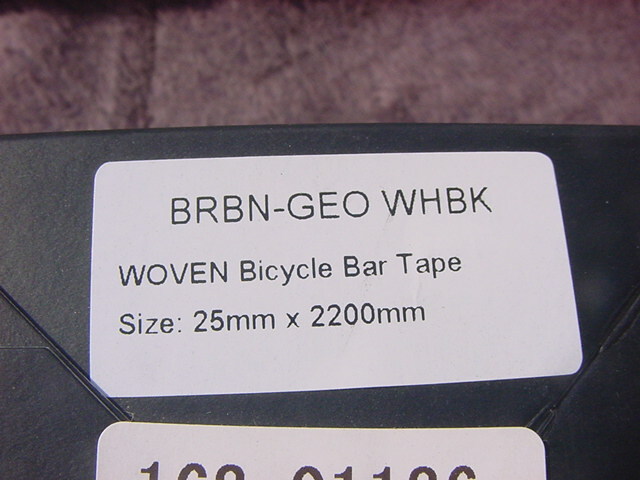 BRBN-GEO WHBK
WOVEN Bicycle Bar Tape
Size: 25mm x 2200mm